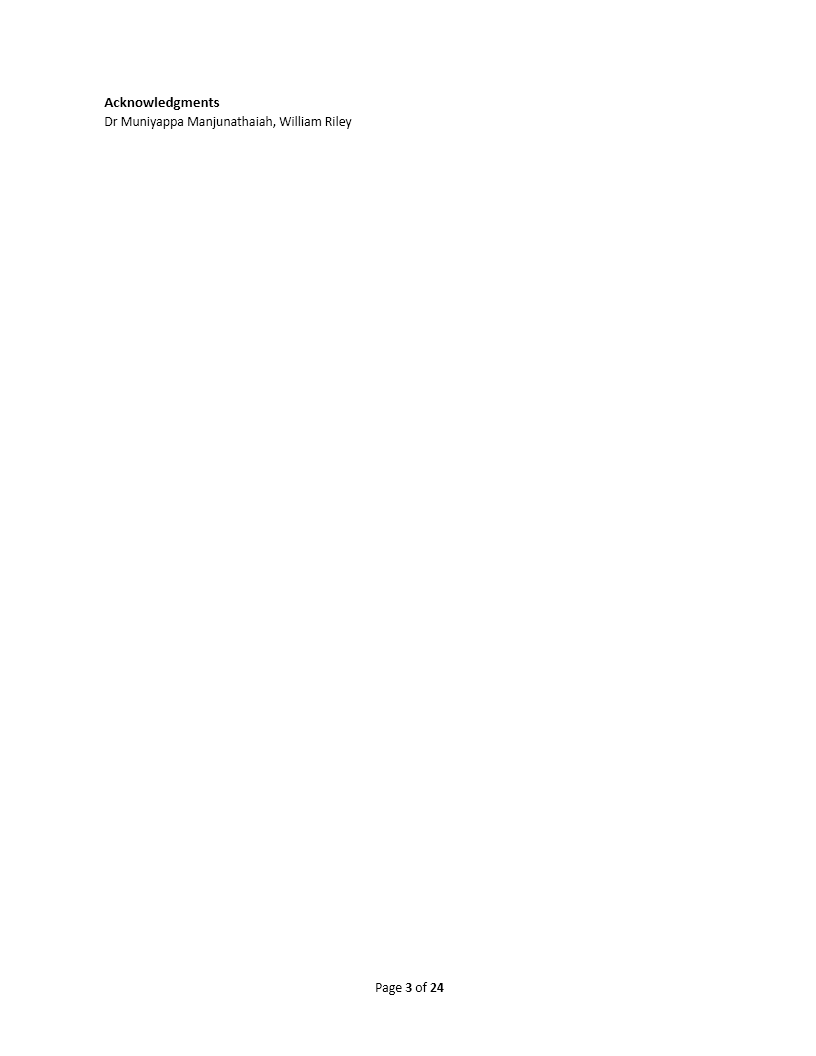 Acknowledgments
Dr Muniyappa Manjunathaiah, William Riley
Page 3 of 24